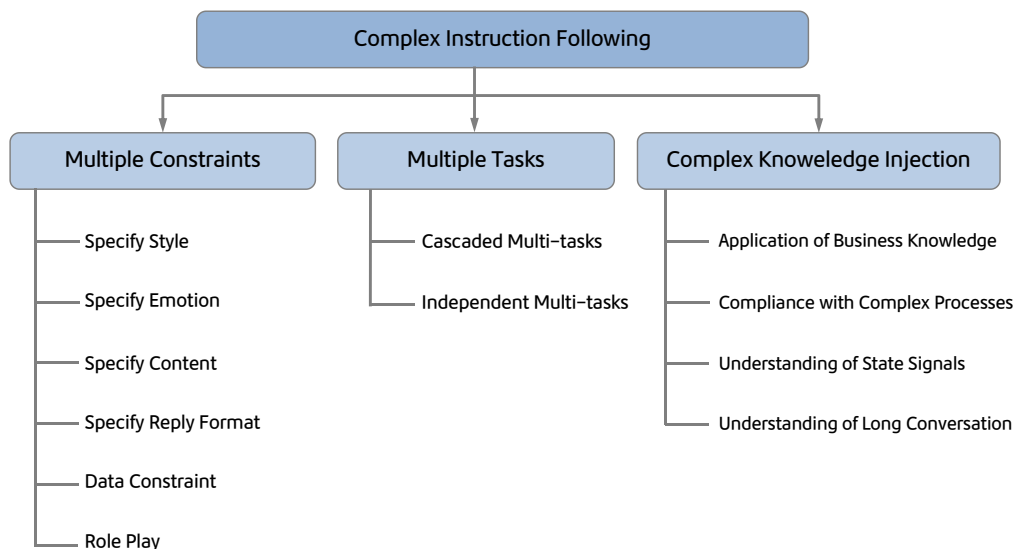 Complex Instruction Following
Multiple Constraints
Specify Style
Specify Emotion
Specify Content
Specify Reply Format
Data Constraint
Role Play
Multiple Tasks
Cascaded Multi-tasks
Independent Multi-tasks
Complex Knoweledge Injection
Application of Business Knowledge
Compliance with Complex Processes
Understanding of State Signals
Understanding of Long Conversation